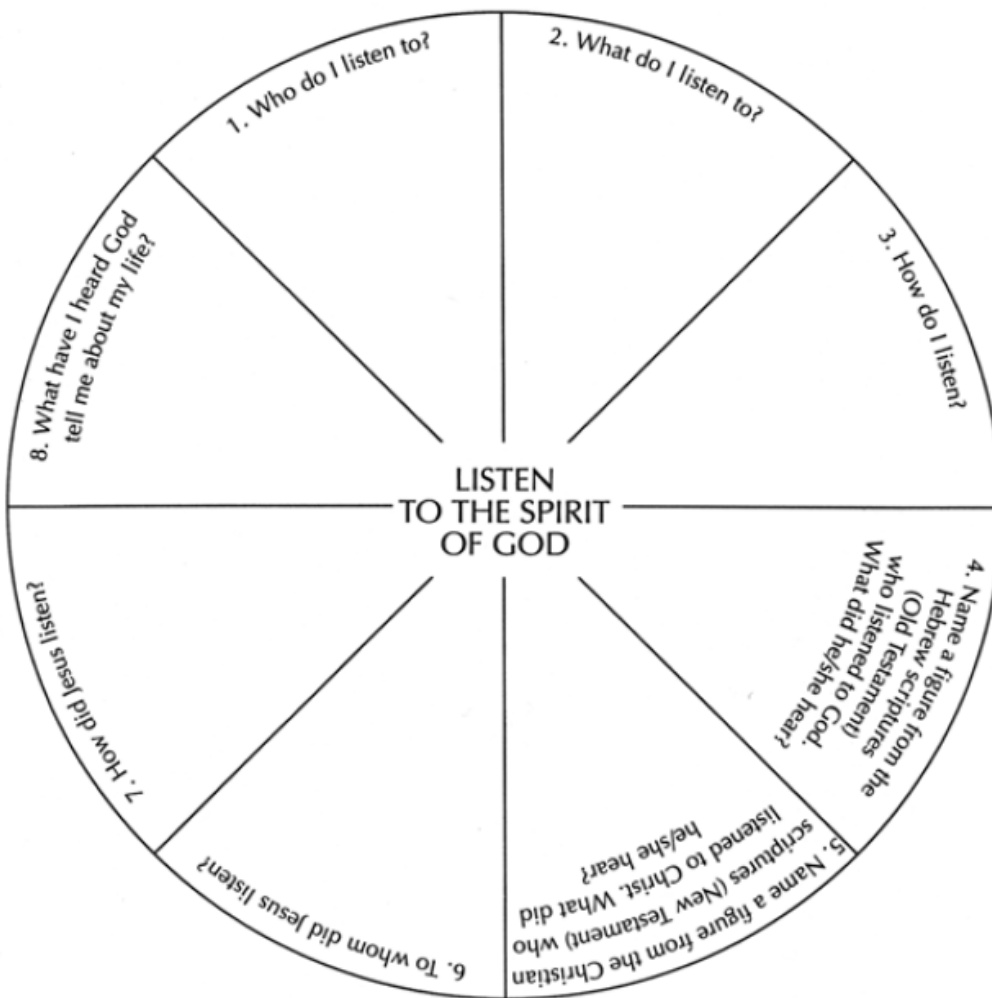 1. Who do I listen to?
2. What do I listen to?
3. How do I listen?
4. Name a figure from the
Hebrew scriptures
(Old Testament)
who listened to God.
What did he/she hear?
5. Name a figure from the Christian
scriptures (New Testament) who
listened to Christ. What did
he/she hear?
6. To whom did Jesus listen?
7. How did Jesus listen?
8. What have I heard God
tell me about my life?
LISTEN
TO THE SPIRIT
OF GOD